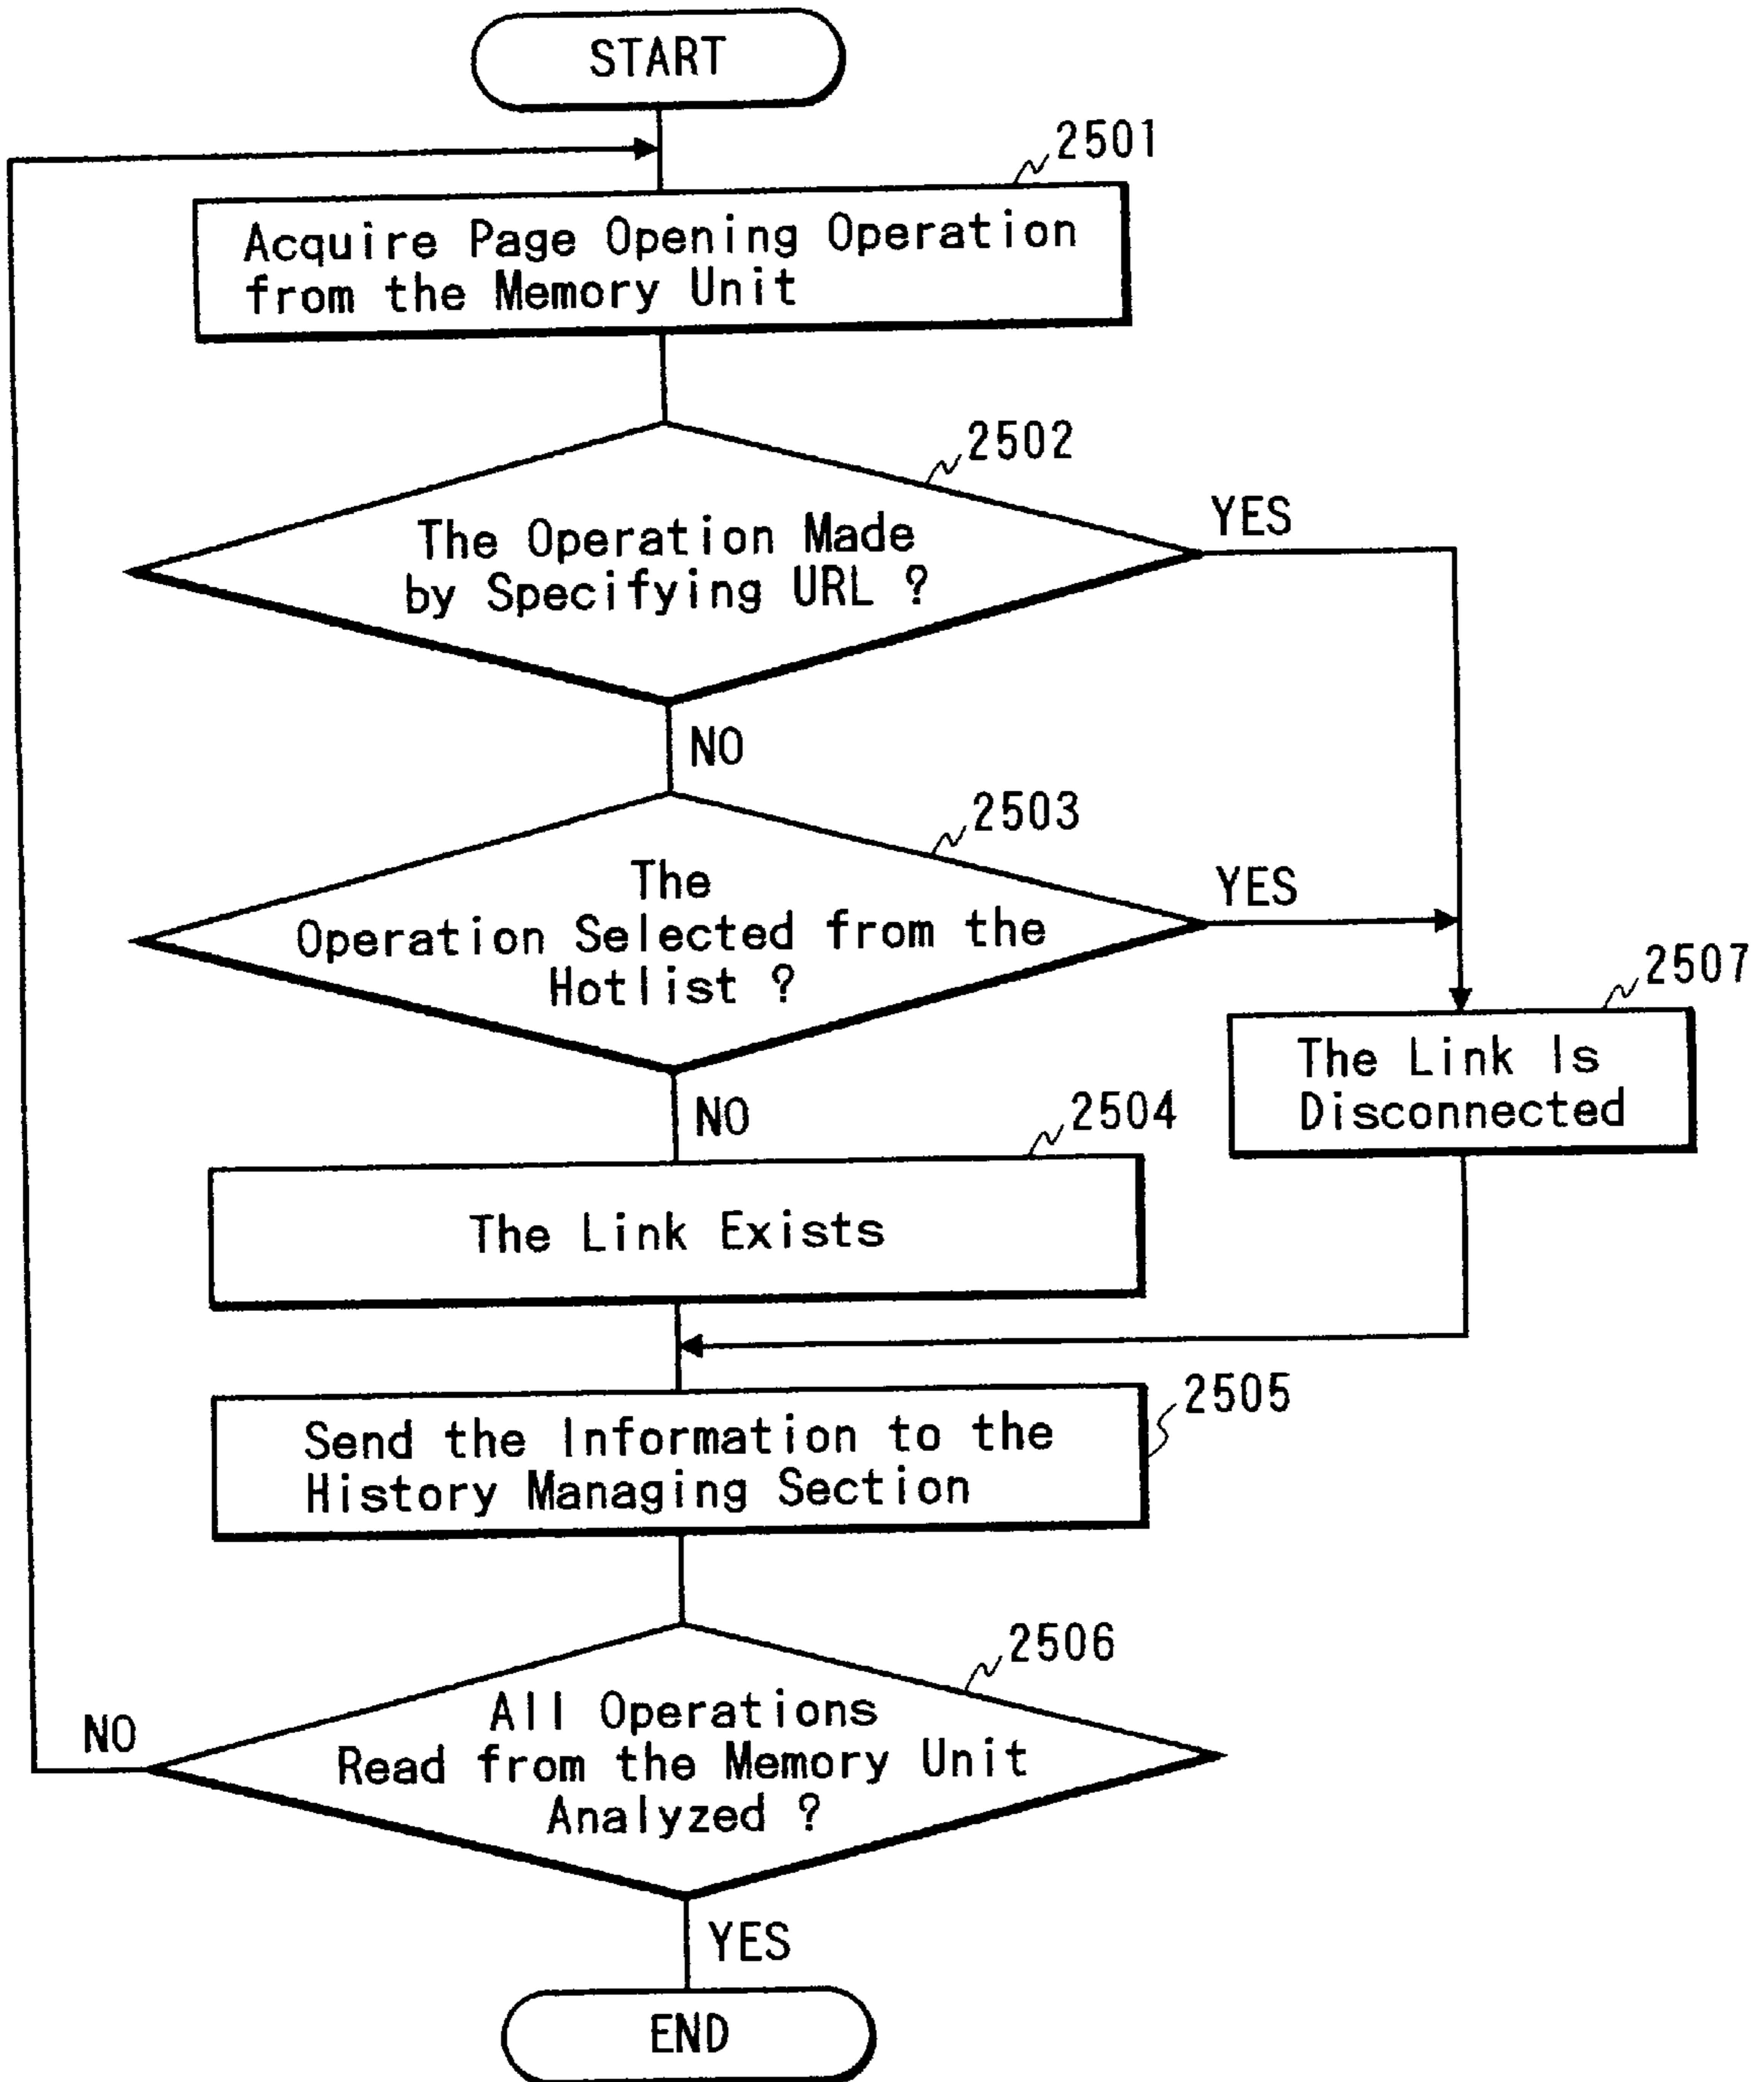 START
2501
Acquire Page Opening Operation
from the Memory Unit
2502
The Operation Made
by Specifying URL ?
YES
NO
2503
The
Operation Selected from the
Hotlist ?
YES
2507
The Link Is
Disconnected
NO
2504
The Link Exists
2505
Send the Information to the
History Managing Section
2506
All Operations
Read from the Memory Unit
Analyzed ?
NO
YES
END